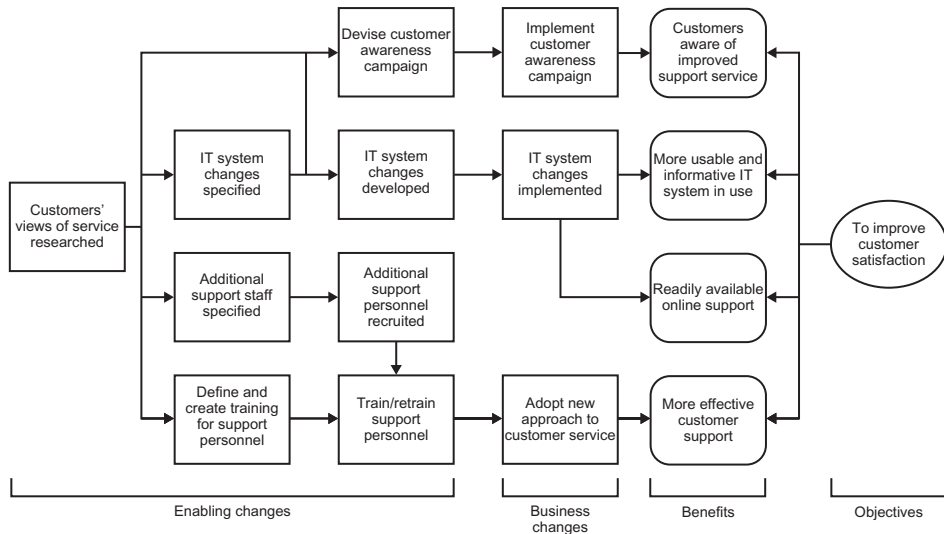 Devise customer
awareness
campaign
Implement
customer
awareness
campaign
Customers
aware of
improved
support service
IT system
changes
specified
IT system
changes
developed
IT system
changes
implemented
More usable and
informative IT
system in use
Customers’
views of service
researched
To improve
customer
satisfaction
Additional
support staff
specified
Additional
support
personnel
recruited
Readily available
online support
Define and
create training
for support
personnel
Train/retrain
support
personnel
Adopt new
approach to
customer service
More effective
customer
support
Enabling changes
Business
changes
Benefits
Objectives